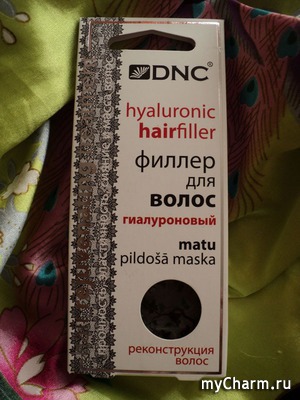 DNC
hyaluronic
hairfiller
филлер
для
волос
гиалуроновый
matu
pildošā maska
реконструкция
волос
myCharm.ru